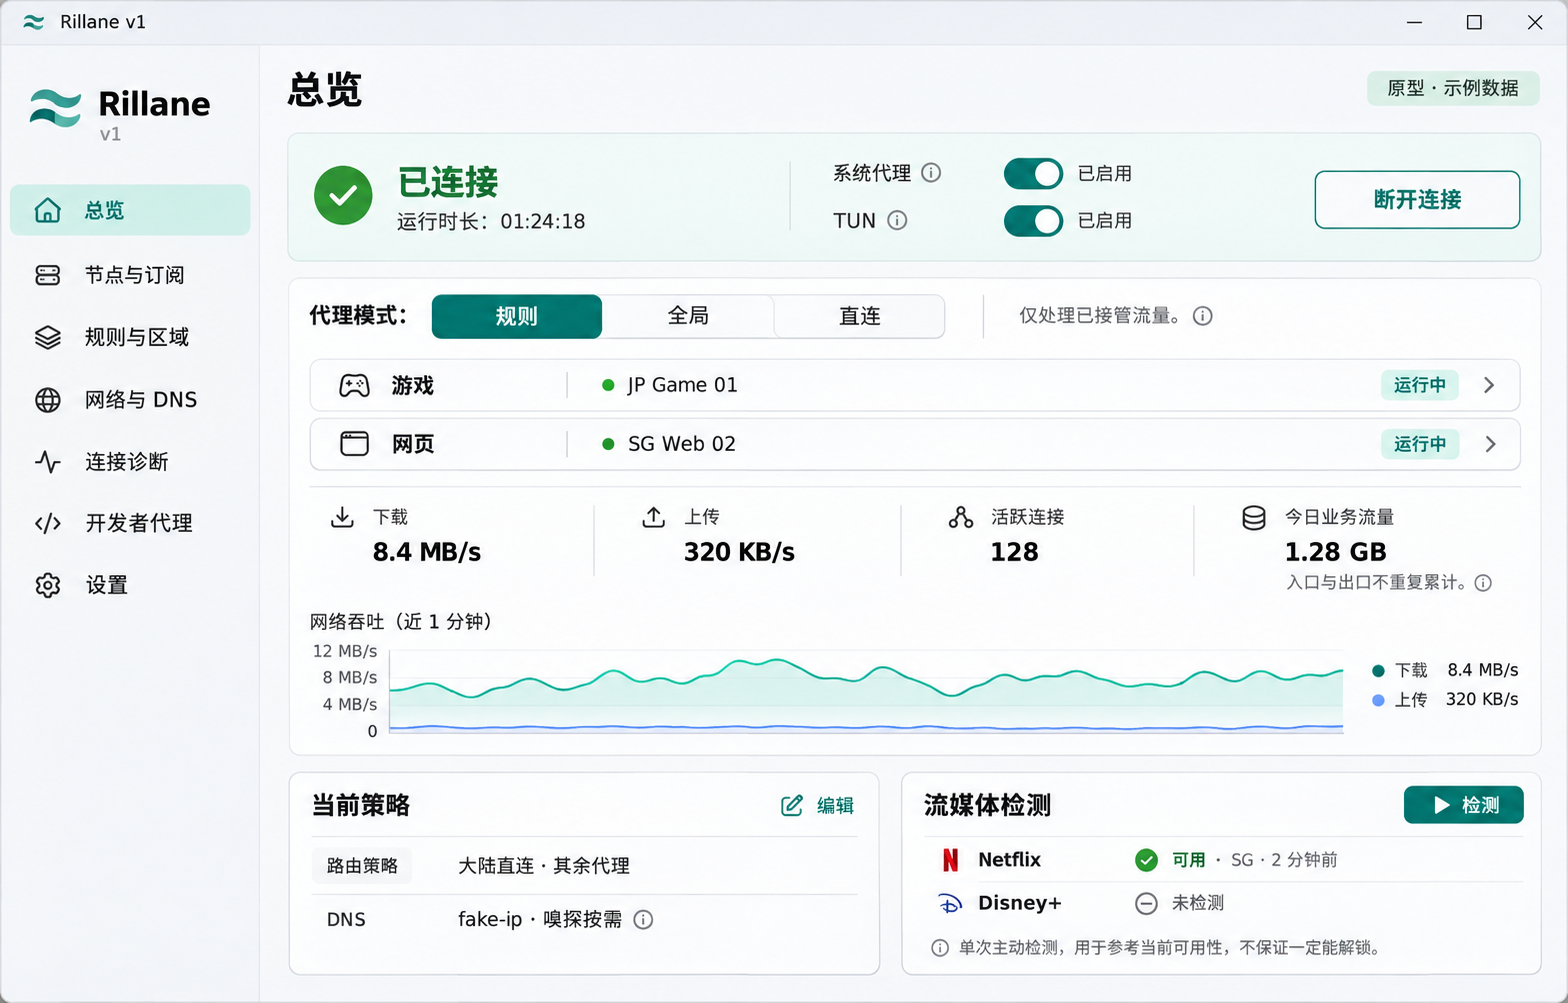 Rillane v1
Rillane
v1
总览
节点与订阅
规则与区域
网络与 DNS
连接诊断
开发者代理
设置
总览
原型 · 示例数据
已连接
运行时长：01:24:18
系统代理
已启用
TUN
已启用
断开连接
代理模式：
规则
全局
直连
仅处理已接管流量。
游戏
JP Game 01
运行中
网页
SG Web 02
运行中
下载
8.4 MB/s
上传
320 KB/s
活跃连接
128
今日业务流量
1.28 GB
入口与出口不重复累计。
网络吞吐（近 1 分钟）
12 MB/s
8 MB/s
4 MB/s
0
下载 8.4 MB/s
上传 320 KB/s
当前策略
编辑
路由策略 大陆直连 · 其余代理
DNS fake-ip · 嗅探按需
流媒体检测
检测
Netflix 可用 · SG · 2 分钟前
Disney+ 未检测
单次主动检测，用于参考当前可用性，不保证一定能解锁。